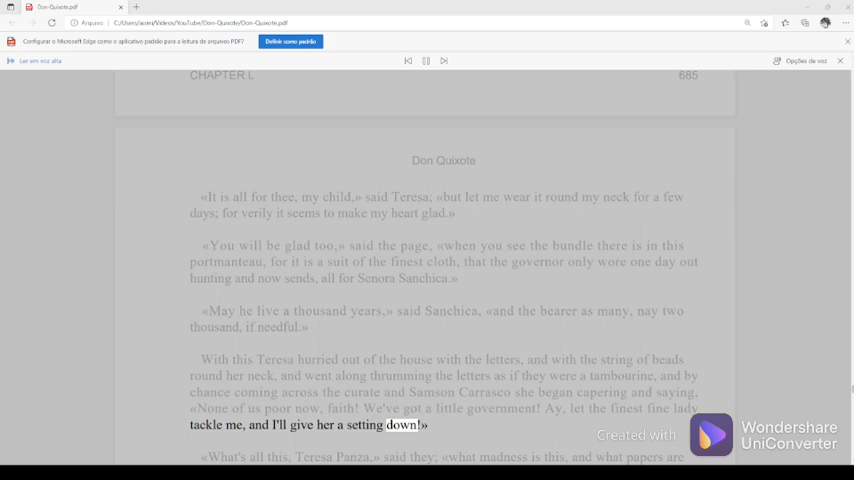 Don-Quixote.pdf
Arquivo
C:/Users/aoren/Videos/YouTube/Don-Quixote/Don-Quixote.pdf
Configurar o Microsoft Edge como o aplicativo padrão para a leitura de arquivos PDF?
Definir como padrão
Ler em voz alta
Opções de voz
CHAPTER L
685
Don Quixote
«It is all for thee, my child,» said Teresa; «but let me wear it round my neck for a few
days; for verily it seems to make my heart glad.»
«You will be glad too,» said the page, «when you see the bundle there is in this
portmanteau, for it is a suit of the finest cloth, that the governor only wore one day out
hunting and now sends, all for Senora Sanchica.»
«May he live a thousand years,» said Sanchica, «and the bearer as many, nay two
thousand, if needful.»
With this Teresa hurried out of the house with the letters, and with the string of beads
round her neck, and went along thrumming the letters as if they were a tambourine, and by
chance coming across the curate and Samson Carrasco she began capering and saying,
«None of us poor now, faith! We've got a little government! Ay, let the finest fine lady
tackle me, and I'll give her a setting down!»
«What's all this, Teresa Panza,» said they; «what madness is this, and what papers are
Created with
Wondershare
UniConverter